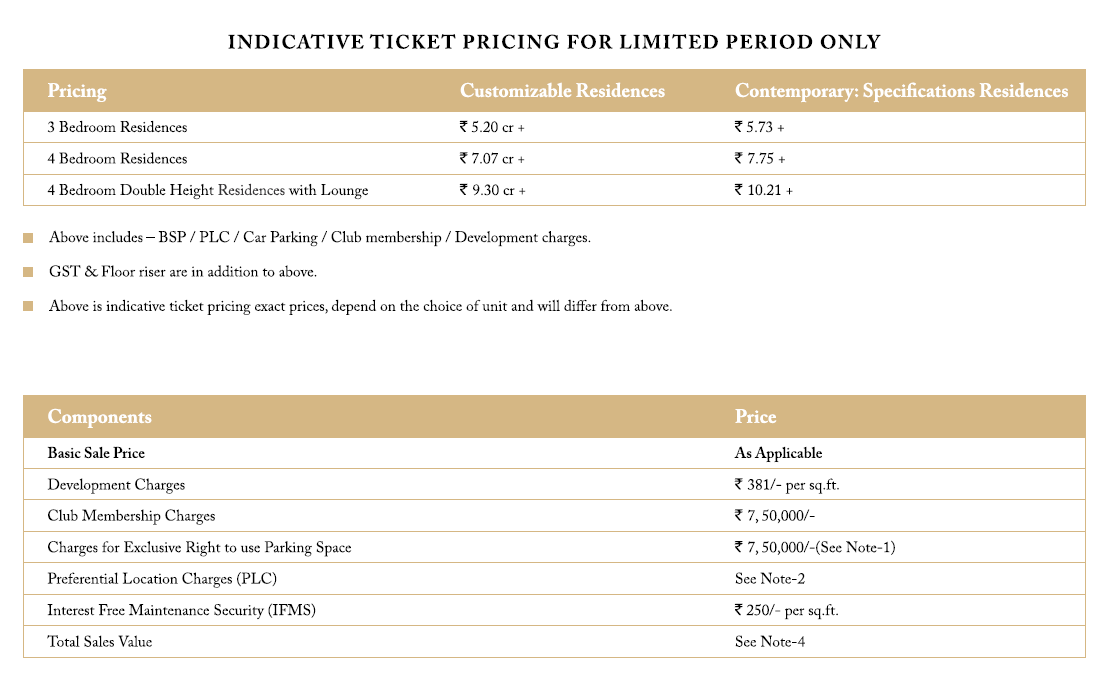 INDICATIVE TICKET PRICING FOR LIMITED PERIOD ONLY
Pricing Customizable Residences Contemporary: Specifications Residences
3 Bedroom Residences ₹ 5.20 cr + ₹ 5.73 +
4 Bedroom Residences ₹ 7.07 cr + ₹ 7.75 +
4 Bedroom Double Height Residences with Lounge ₹ 9.30 cr + ₹ 10.21 +
Above includes – BSP / PLC / Car Parking / Club membership / Development charges.
GST & Floor riser are in addition to above.
Above is indicative ticket pricing exact prices, depend on the choice of unit and will differ from above.
Components Price
Basic Sale Price As Applicable
Development Charges ₹ 381/- per sq.ft.
Club Membership Charges ₹ 7, 50,000/-
Charges for Exclusive Right to use Parking Space ₹ 7, 50,000/-(See Note-1)
Preferential Location Charges (PLC) See Note-2
Interest Free Maintenance Security (IFMS) ₹ 250/- per sq.ft.
Total Sales Value See Note-4